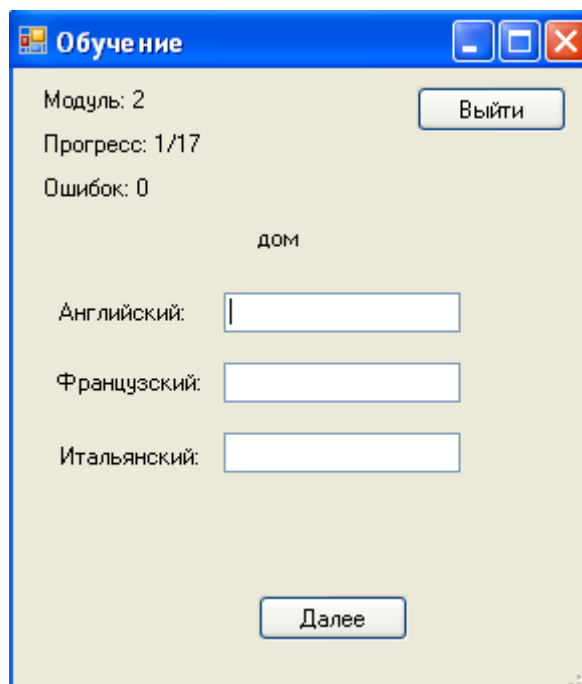 Обучение
Модуль: 2
Выйти
Прогресс: 1/17
Ошибок: 0
дом
Английский:
Французский:
Итальянский:
Далее